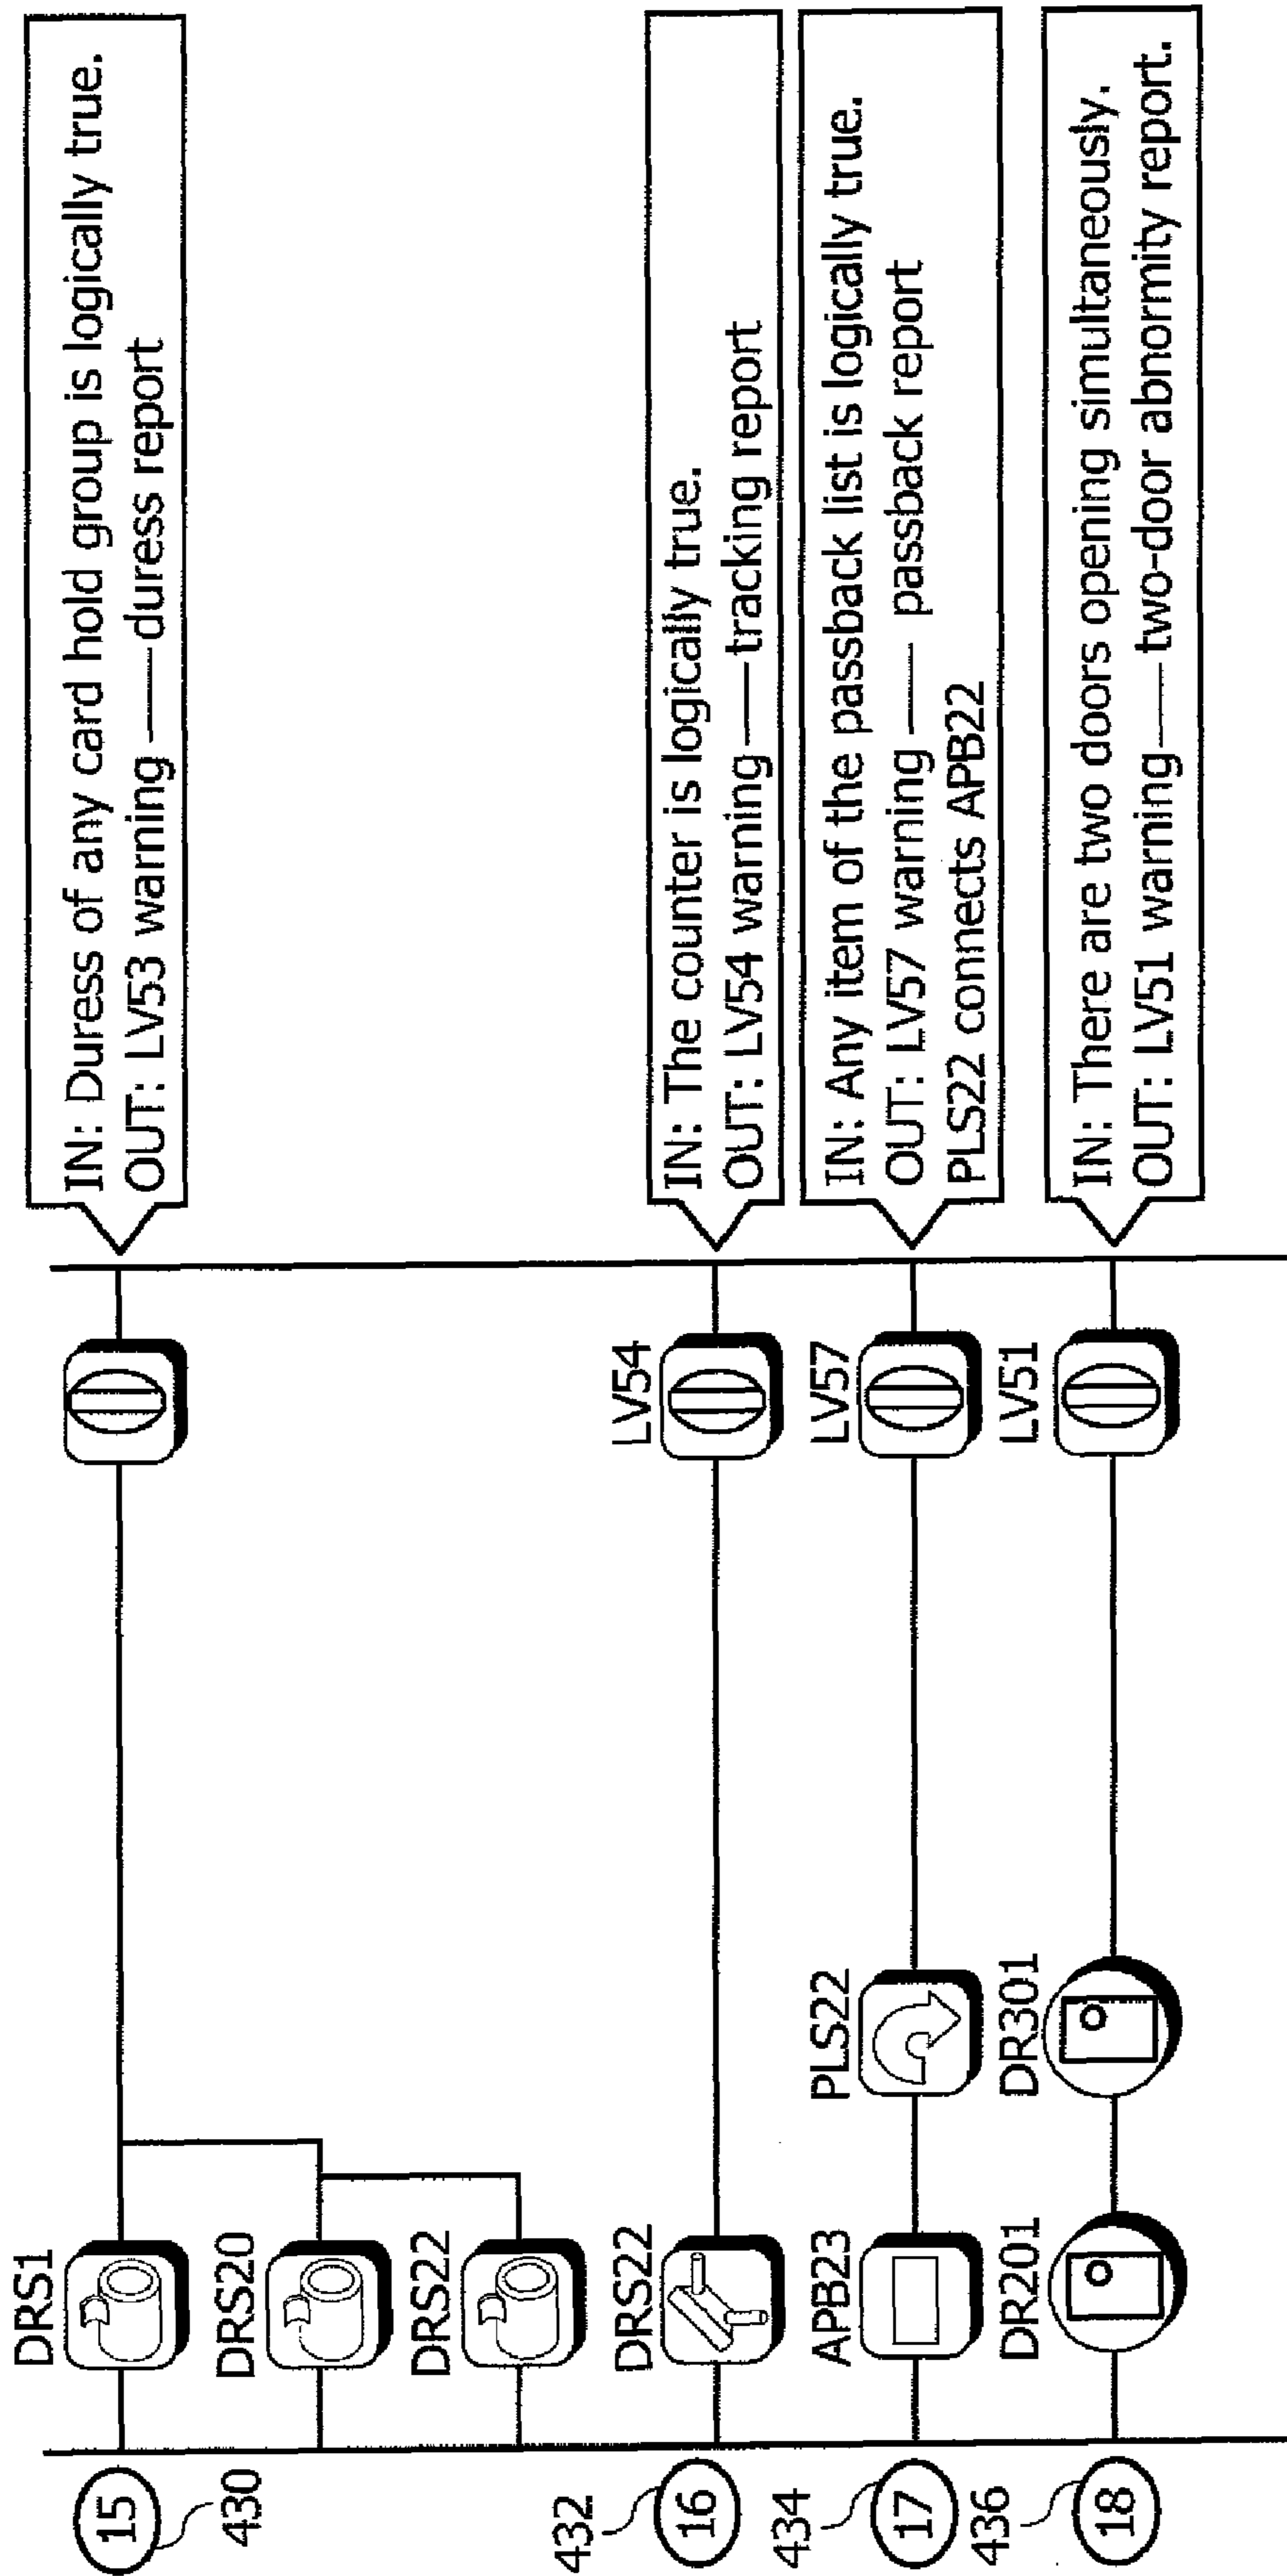 15
430
DRS1
DRS20
DRS22
IN: Duress of any card hold group is logically true.
OUT: LV53 warning — duress report
432
16
DRS22
LV54
IN: The counter is logically true.
OUT: LV54 warning — tracking report
434
17
APB23
PLS22
LV57
IN: Any item of the passback list is logically true.
OUT: LV57 warning — passback report
PLS22 connects APB22
436
18
DR201
DR301
LV51
IN: There are two doors opening simultaneously.
OUT: LV51 warning — two-door abnormity report.